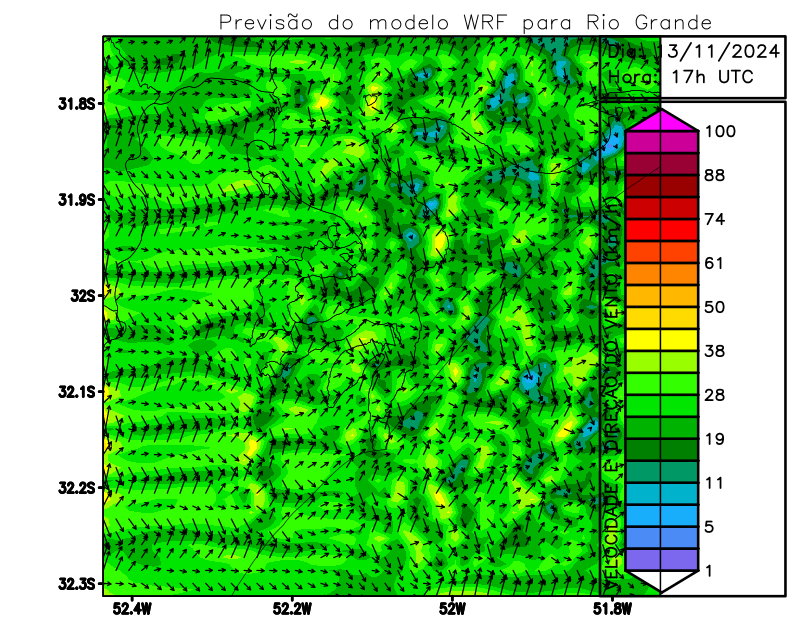 Previsão do modelo WRF para Rio Grande
Dia: 13/11/2024
Hora: 17h UTC
31.8S
31.9S
32S
32.1S
32.2S
32.3S
52.4W
52.2W
52W
51.8W
VELOCIDADE E DIREÇÃO DO VENTO (Km/h)
100
88
74
61
50
38
28
19
11
5
1